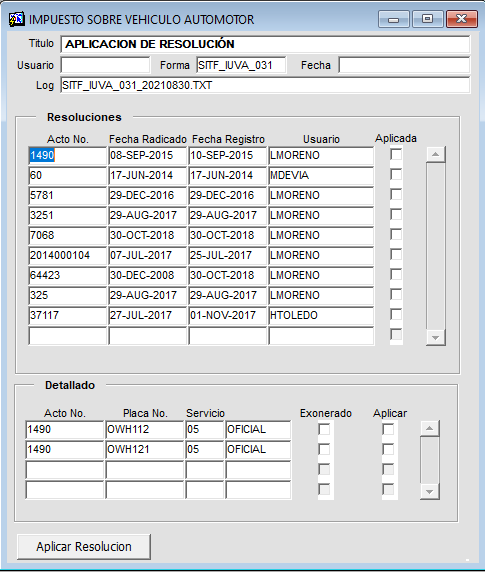 IMPUESTO SOBRE VEHICULO AUTOMOTOR
Titulo APLICACION DE RESOLUCIÓN
Usuario Forma SITF_IUVA_031 Fecha
Log SITF_IUVA_031_20210830.TXT
Resoluciones
Acto No. Fecha Radicado Fecha Registro Usuario Aplicada
1490 08-SEP-2015 10-SEP-2015 LMORENO
60 17-JUN-2014 17-JUN-2014 MDEVIA
5781 29-DEC-2016 29-DEC-2016 LMORENO
3251 29-AUG-2017 29-AUG-2017 LMORENO
7068 30-OCT-2018 30-OCT-2018 LMORENO
2014000104 07-JUL-2017 25-JUL-2017 LMORENO
64423 30-DEC-2008 30-OCT-2018 LMORENO
325 29-AUG-2017 29-AUG-2017 LMORENO
37117 27-JUL-2017 01-NOV-2017 HTOLEDO
Detallado
Acto No. Placa No. Servicio Exonerado Aplicar
1490 OWH112 05 OFICIAL
1490 OWH121 05 OFICIAL
Aplicar Resolucion